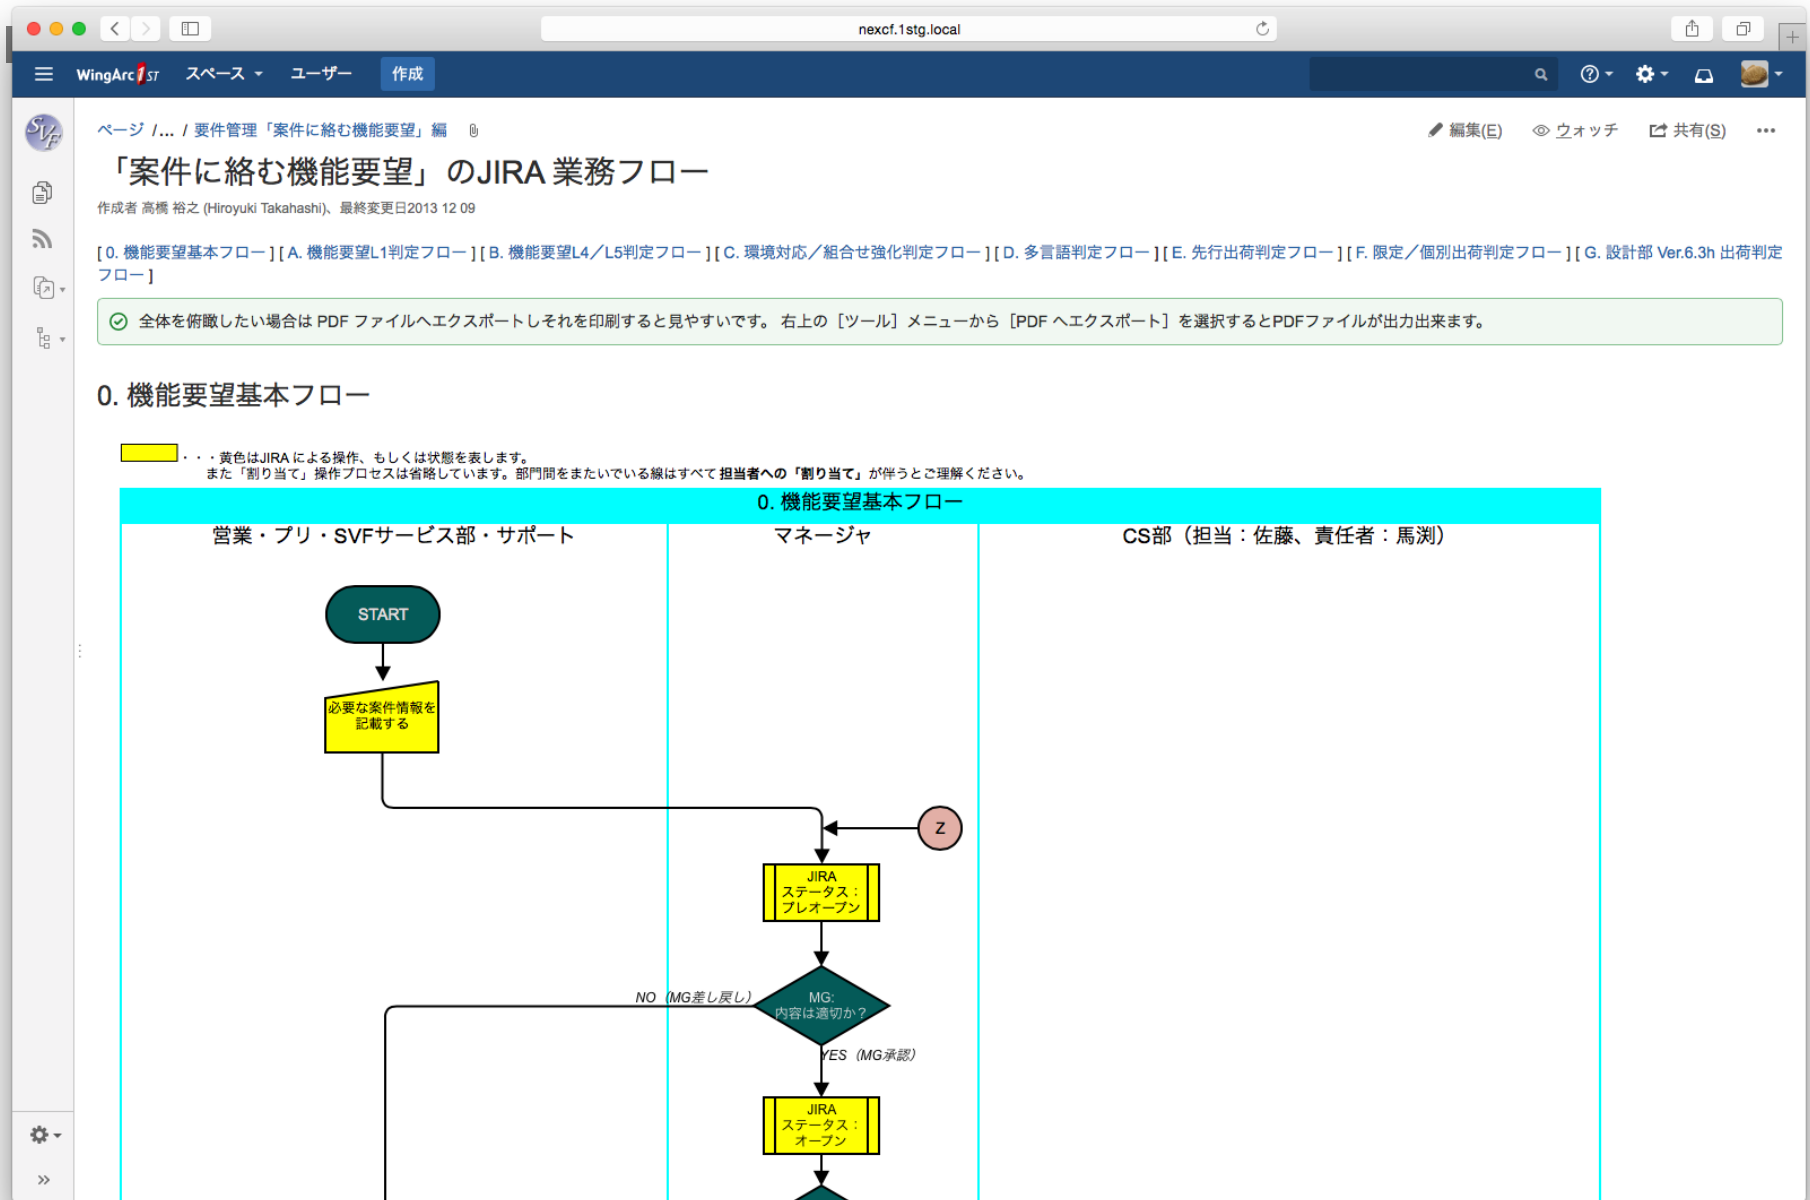 nexcf.1stg.local
WingArc1ST スペース ユーザー 作成
SVF
ページ /... / 要件管理「案件に絡む機能要望」編
編集(E) ウォッチ 共有(S)
「案件に絡む機能要望」のJIRA 業務フロー
作成者 高橋 裕之 (Hiroyuki Takahashi)、最終変更日2013 12 09
[ 0. 機能要望基本フロー ] [ A. 機能要望L1判定フロー ] [ B. 機能要望L4／L5判定フロー ] [ C. 環境対応／組合せ強化判定フロー ] [ D. 多言語判定フロー ] [ E. 先行出荷判定フロー ] [ F. 限定／個別出荷判定フロー ] [ G. 設計部 Ver.6.3h 出荷判定
フロー ]
全体を俯瞰したい場合は PDF ファイルへエクスポートしそれを印刷すると見やすいです。 右上の［ツール］メニューから［PDF へエクスポート］を選択するとPDFファイルが出力出来ます。
0. 機能要望基本フロー
・・・黄色はJIRA による操作、もしくは状態を表します。
また「割り当て」操作プロセスは省略しています。部門間をまたいでいる線はすべて 担当者への「割り当て」が伴うとご理解ください。
0. 機能要望基本フロー
営業・プリ・SVFサービス部・サポート
マネージャ
CS部（担当：佐藤、責任者：馬渕）
START
必要な案件情報を
記載する
Z
JIRA
ステータス：
プレオープン
NO（MG差し戻し）
MG:
内容は適切か？
YES（MG承認）
JIRA
ステータス：
オープン